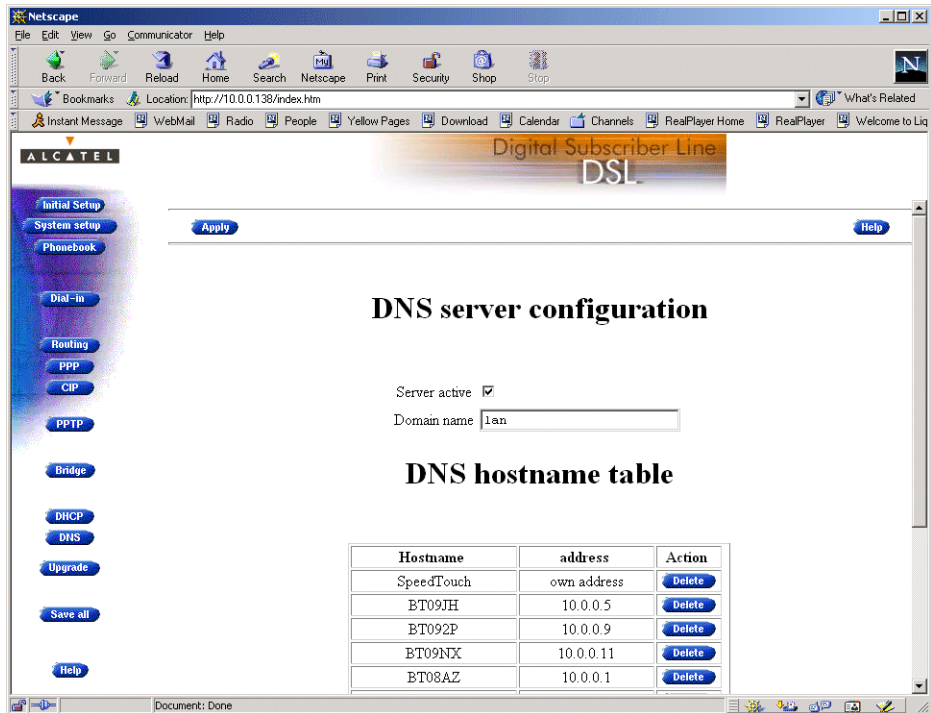 Netscape
File Edit View Go Communicator Help
Back Forward Reload Home Search Netscape Print Security Shop Stop
My
N
Bookmarks Location: http://10.0.0.138/index.htm What's Related
Instant Message WebMail Radio People Yellow Pages Download Calendar Channels RealPlayer Home RealPlayer Welcome to Liq
ALCATEL
Digital Subscriber Line
DSL
Initial Setup
System setup
Phonebook
Dial-in
Routing
PPP
CIP
PPTP
Bridge
DHCP
DNS
Upgrade
Save all
Help
Apply Help
DNS server configuration
Server active
Domain name lan
DNS hostname table
Hostname address Action
SpeedTouch own address Delete
BT09JH 10.0.0.5 Delete
BT092P 10.0.0.9 Delete
BT09NX 10.0.0.11 Delete
BT08AZ 10.0.0.1 Delete
Document: Done